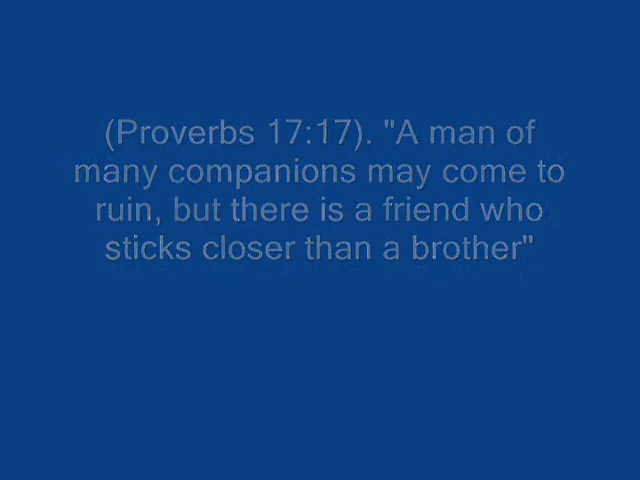 (Proverbs 17:17). "A man of
many companions may come to
ruin, but there is a friend who
sticks closer than a brother"